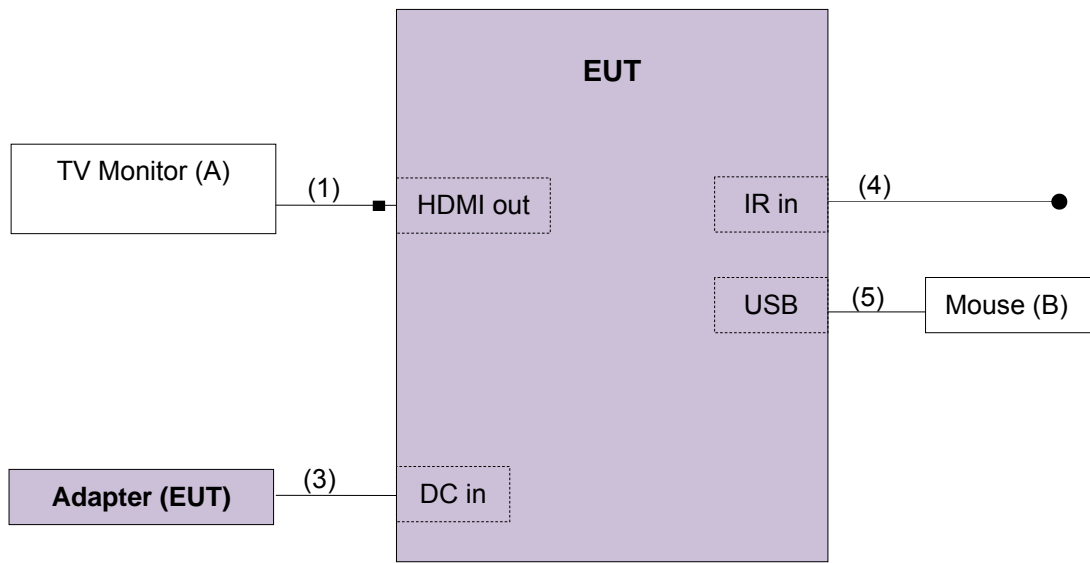 EUT
TV Monitor (A)
(1)
HDMI out
IR in
(4)
USB
(5)
Mouse (B)
Adapter (EUT)
(3)
DC in